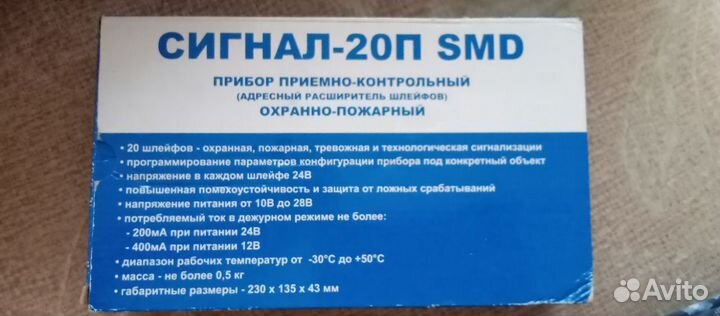 СИГНАЛ-20П SMD
ПРИБОР ПРИЕМНО-КОНТРОЛЬНЫЙ
(АДРЕСНЫЙ РАСШИРИТЕЛЬ ШЛЕЙФОВ)
ОХРАННО-ПОЖАРНЫЙ
• 20 шлейфов - охранная, пожарная, тревожная и технологическая сигнализации
• программирование параметров конфигурации прибора под конкретный объект
• напряжение в каждом шлейфе 24В
• повышенная помехоустойчивость и защита от ложных срабатываний
• напряжение питания от 10В до 28В
• потребляемый ток в дежурном режиме не более:
- 200мА при питании 24В
- 400мА при питании 12В
• диапазон рабочих температур от -30°С до +50°С
• масса - не более 0,5 кг
• габаритные размеры - 230 х 135 х 43 мм
Avito